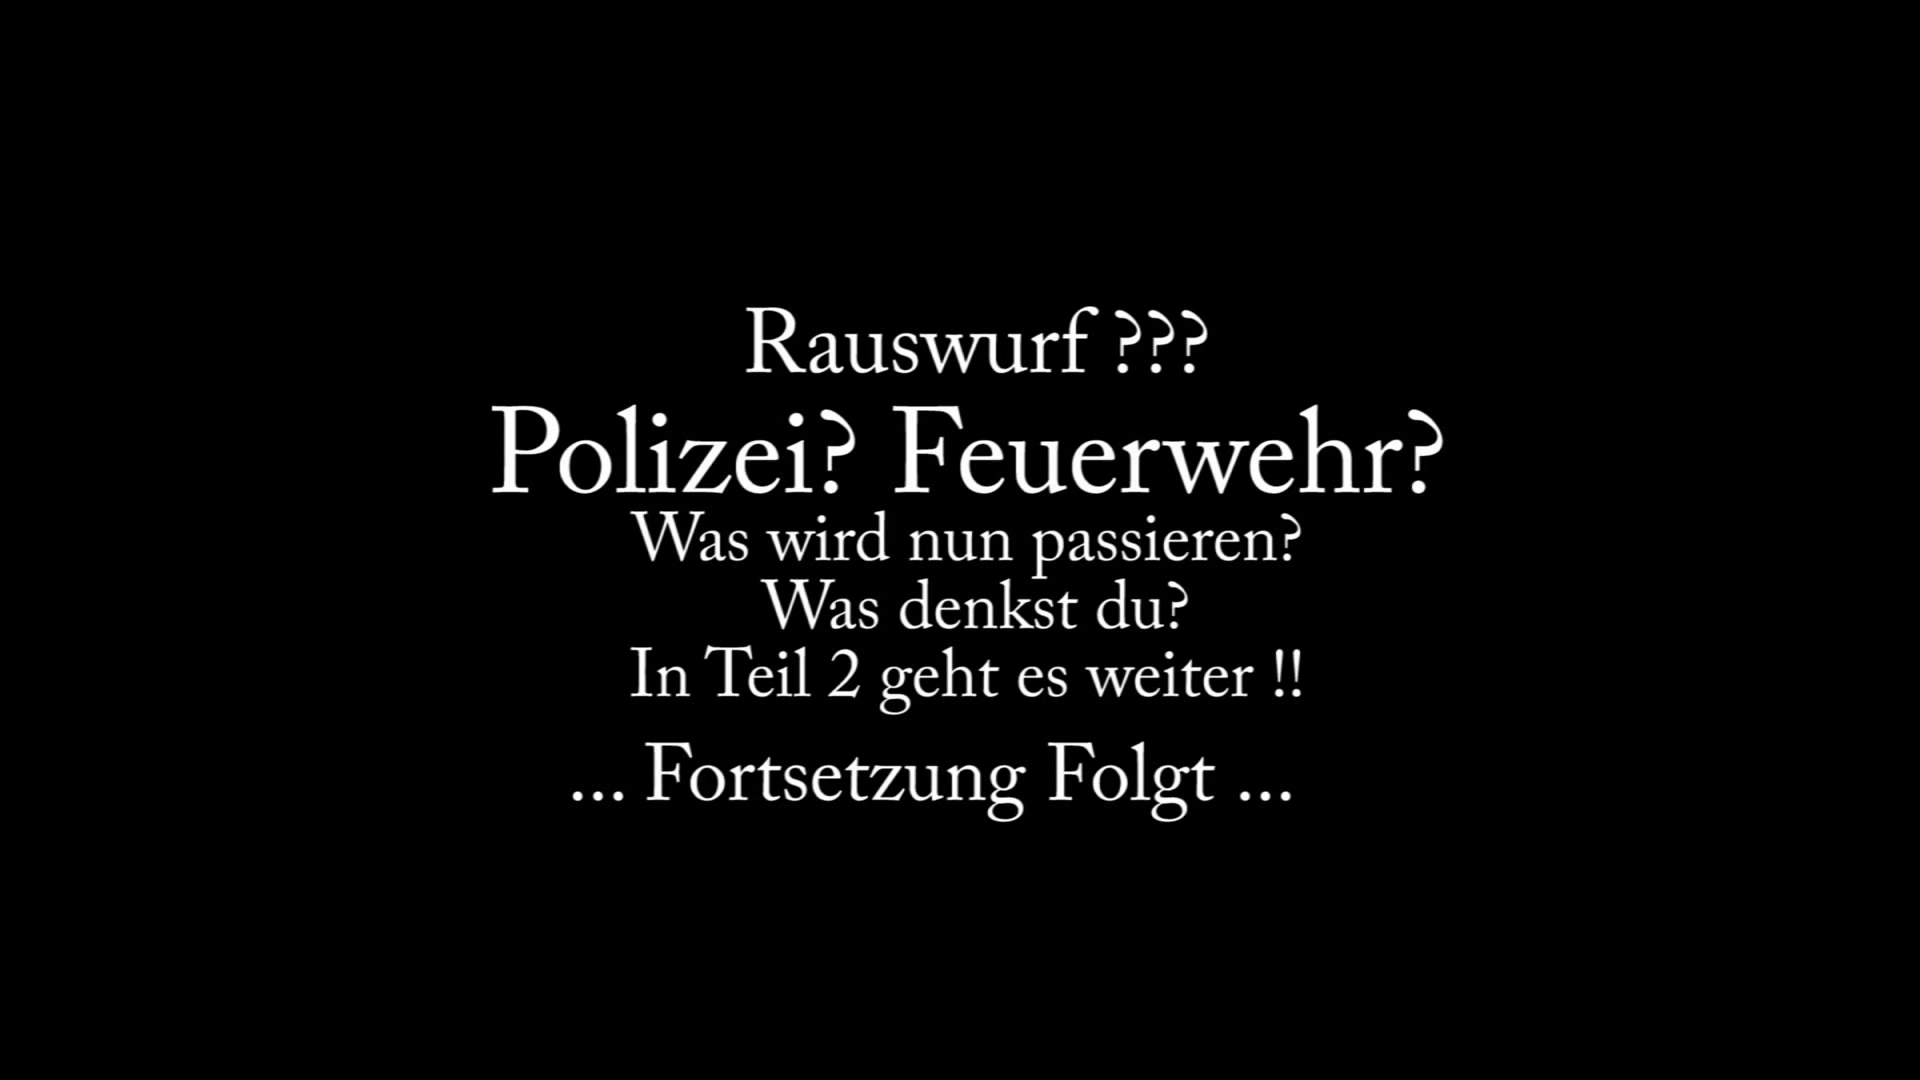 Rauswurf ???
Polizei? Feuerwehr?
Was wird nun passieren?
Was denkst du?
In Teil 2 geht es weiter !!
... Fortsetzung Folgt ...